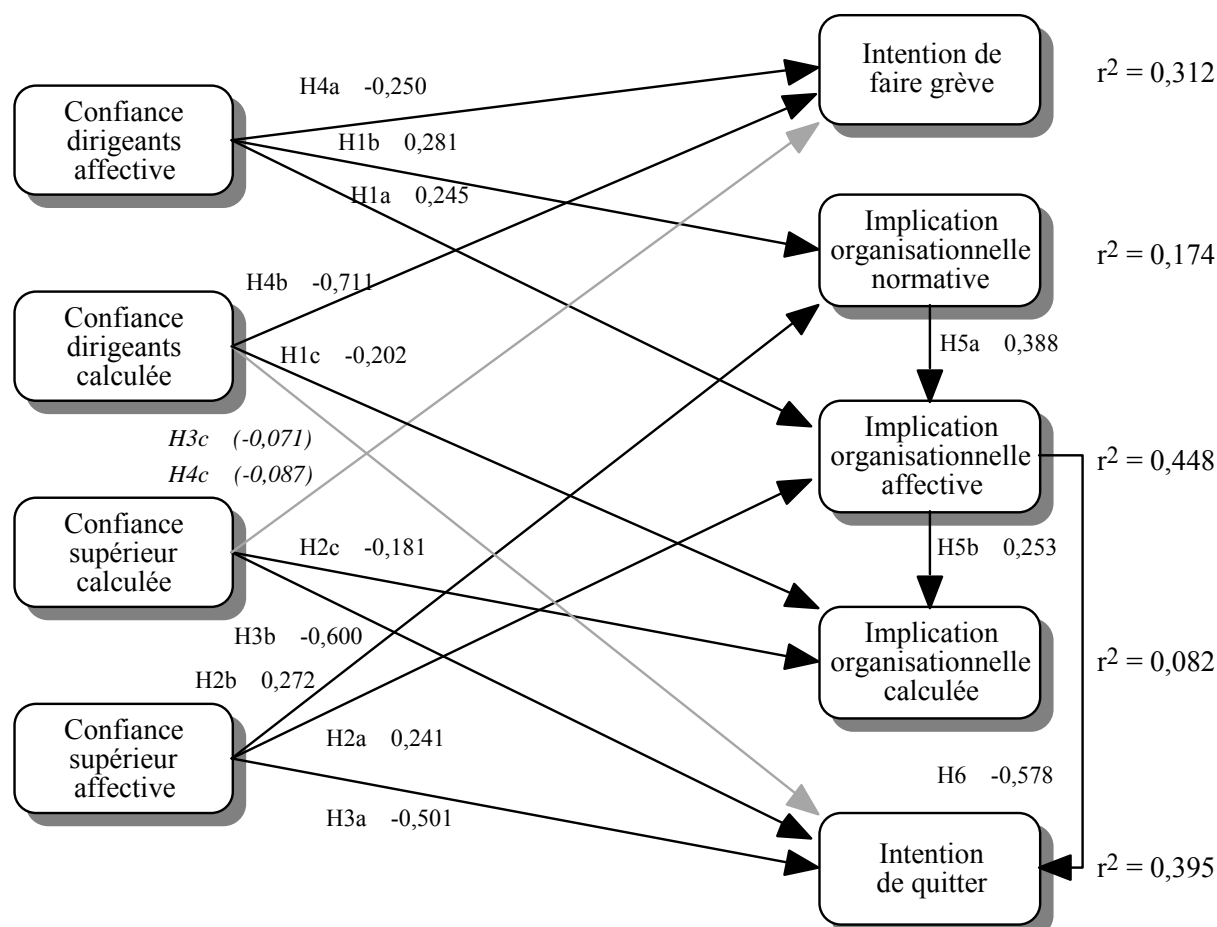 Confiance
dirigeants
affective
Confiance
dirigeants
calculée
Confiance
supérieur
calculée
Confiance
supérieur
affective
H4a -0,250
H1b 0,281
H1a 0,245
H4b -0,711
H1c -0,202
H3c (-0,071)
H4c (-0,087)
H2c -0,181
H3b -0,600
H2b 0,272
H2a 0,241
H3a -0,501
Intention de
faire grève
r2 = 0,312
Implication
organisationnelle
normative
r2 = 0,174
H5a 0,388
Implication
organisationnelle
affective
r2 = 0,448
H5b 0,253
Implication
organisationnelle
calculée
r2 = 0,082
H6 -0,578
Intention
de quitter
r2 = 0,395